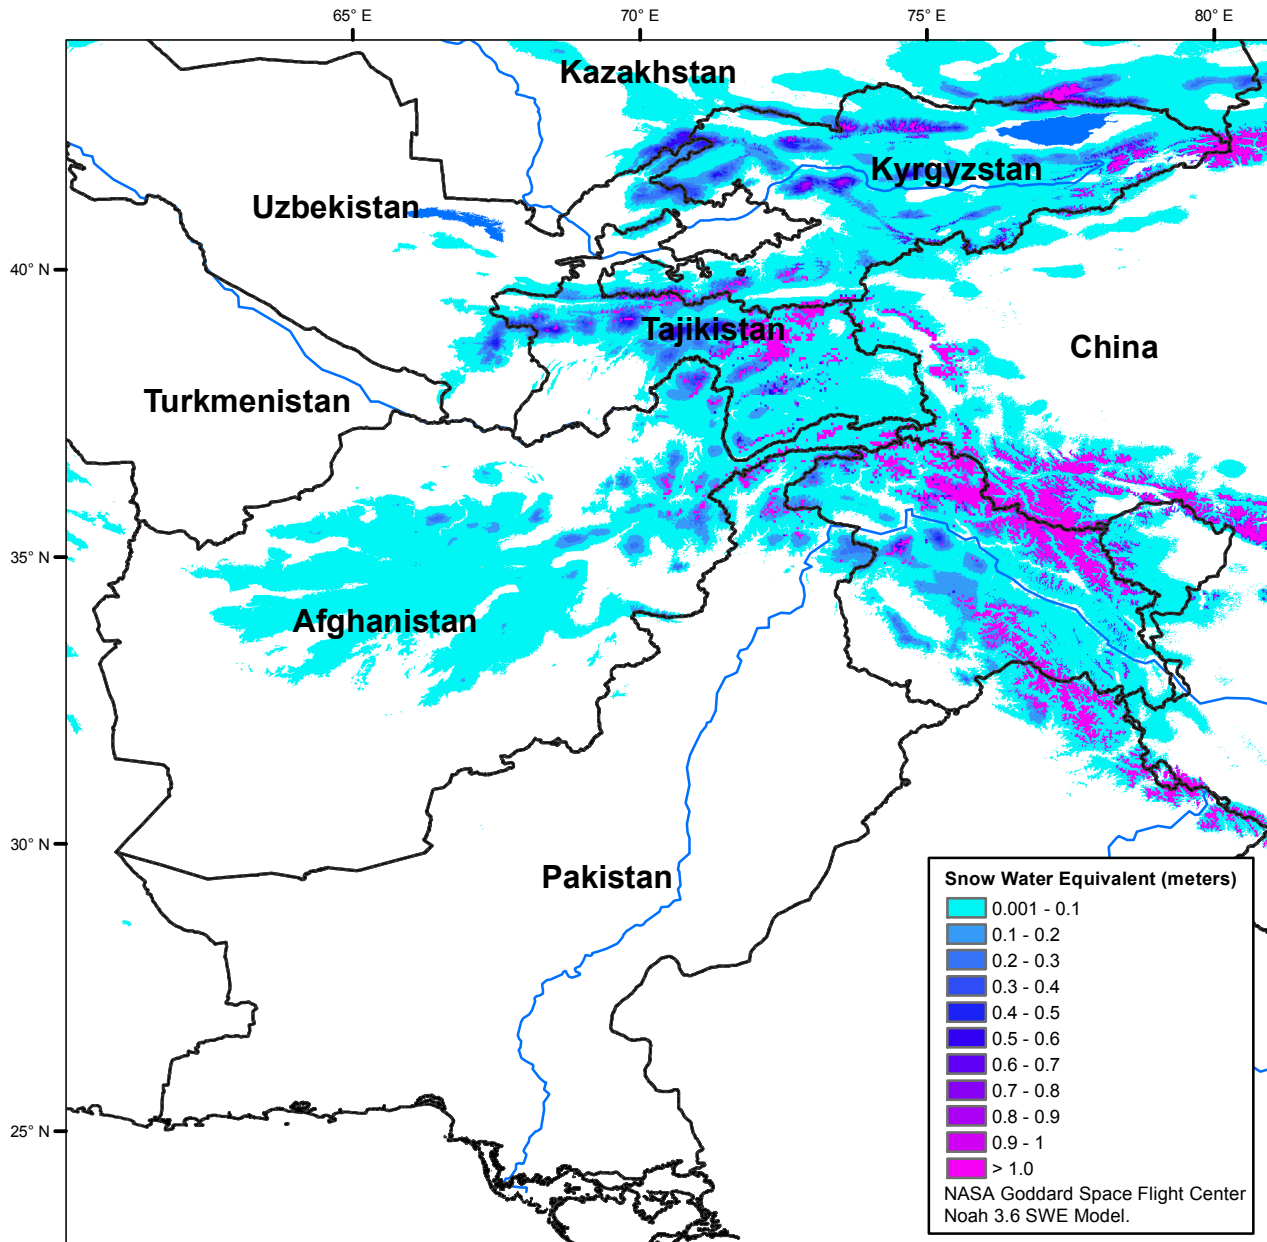 65° E
70° E
75° E
80° E
Kazakhstan
Kyrgyzstan
Uzbekistan
40° N
Tajikistan
China
Turkmenistan
35° N
Afghanistan
30° N
Pakistan
25° N
Snow Water Equivalent (meters)
0.001 - 0.1
0.1 - 0.2
0.2 - 0.3
0.3 - 0.4
0.4 - 0.5
0.5 - 0.6
0.6 - 0.7
0.7 - 0.8
0.8 - 0.9
0.9 - 1
> 1.0
NASA Goddard Space Flight Center
Noah 3.6 SWE Model.